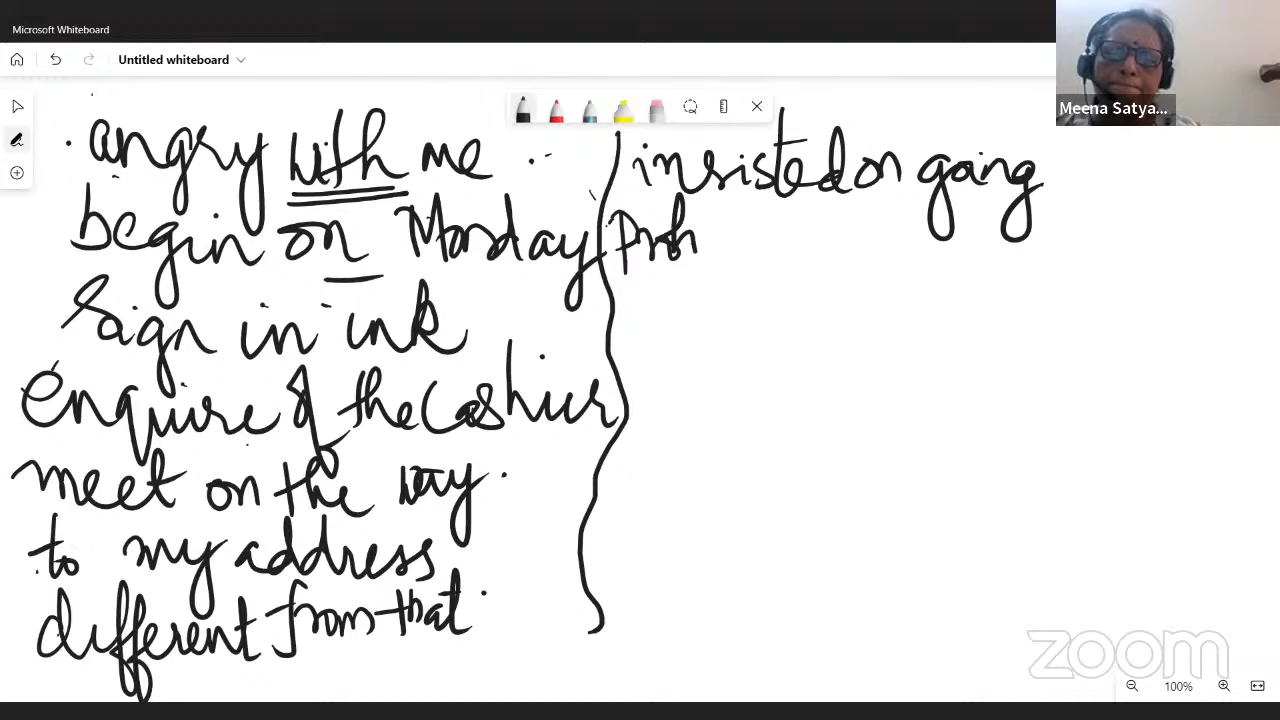 Microsoft Whiteboard
Untitled whiteboard
Meena Satya...
angry with me
begin on Monday
Sign in ink
enquire of the Cashier
meet on the way
to my address
different from that
insisted on going
Proh
zoom
100%